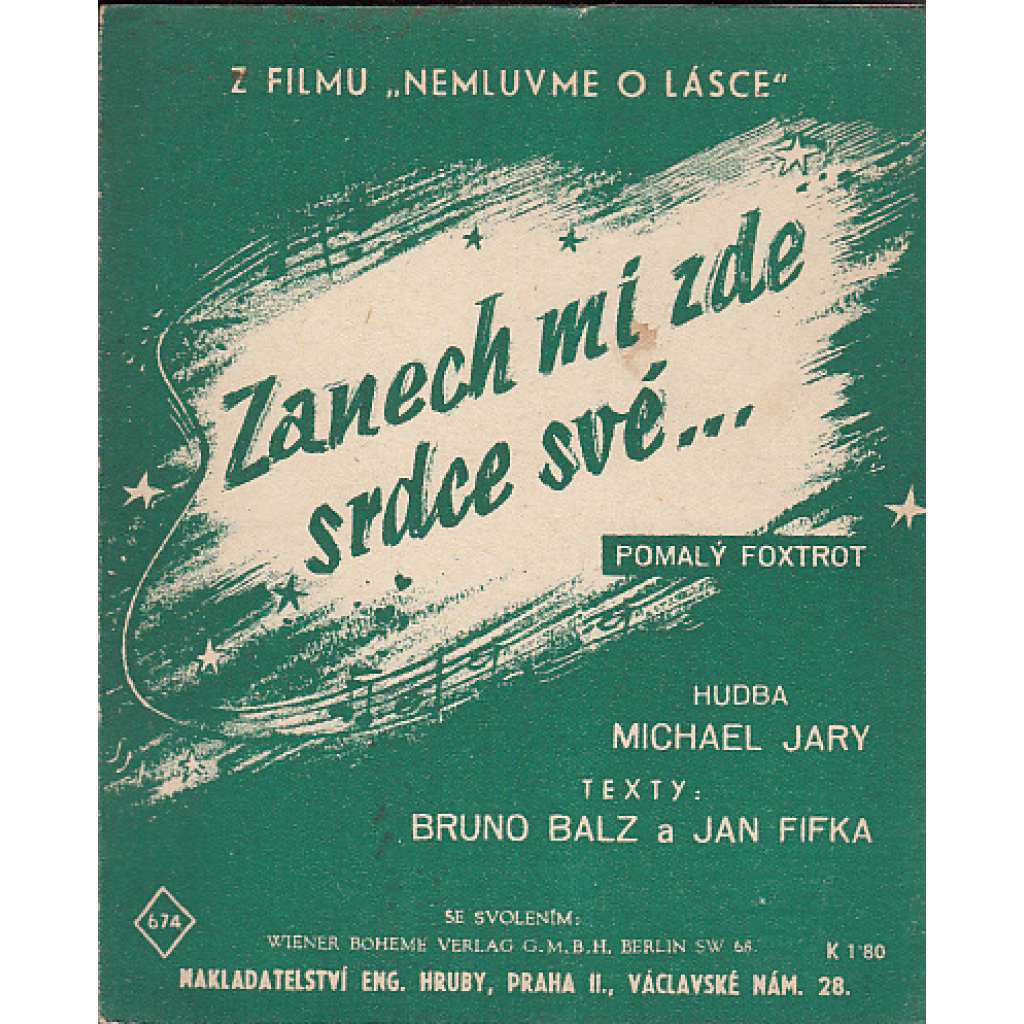 Z FILMU „NEMLUVME O LÁSCE“
Zanech mi zde
srdce své...
POMALÝ FOXTROT
HUDBA
MICHAEL JARY
TEXTY:
BRUNO BALZ a JAN FIFKA
674
SE SVOLENÍM:
WIENER BOHEME VERLAG G.M.B.H. BERLIN SW 68.
K 1·80
NAKLADATELSTVÍ ENG. HRUBY, PRAHA II., VÁCLAVSKÉ NÁM. 28.